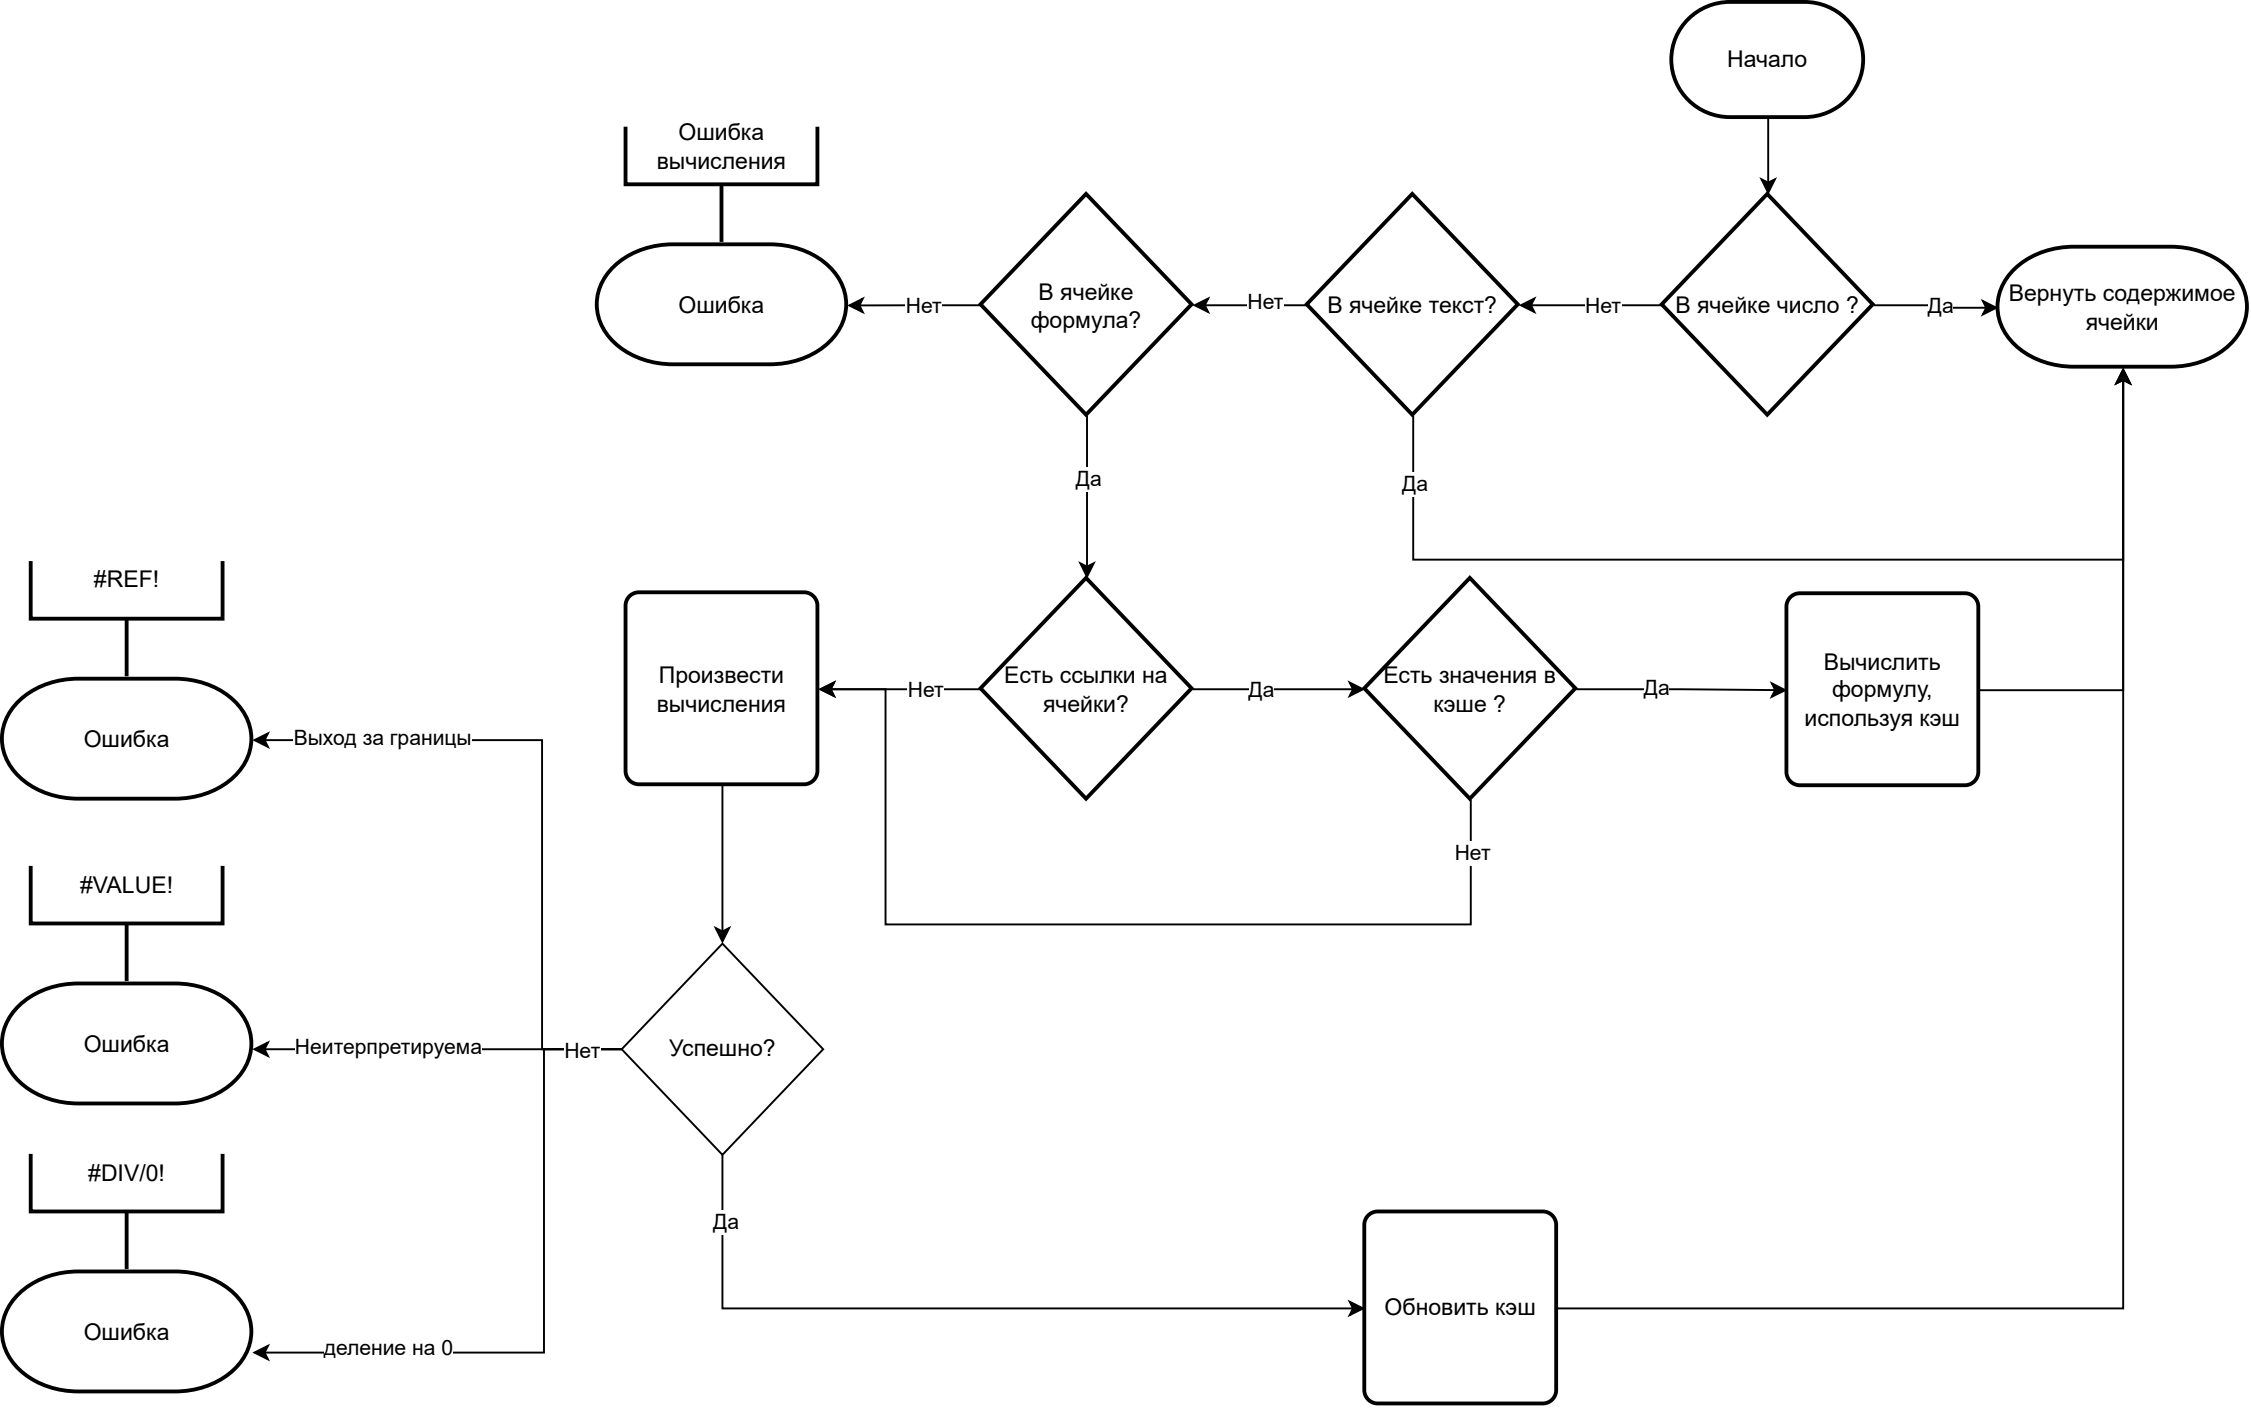 Начало
Ошибка
вычисления
Ошибка
Нет
В ячейке
формула?
Нет
В ячейке текст?
Нет
В ячейке число ?
Да
Вернуть содержимое
ячейки
Да
Да
#REF!
Ошибка
Выход за границы
Произвести
вычисления
Нет
Есть ссылки на
ячейки?
Да
Есть значения в
кэше ?
Да
Вычислить
формулу,
используя кэш
Нет
#VALUE!
Ошибка
Неитерпретируема
Нет
Успешно?
#DIV/0!
Ошибка
деление на 0
Да
Обновить кэш